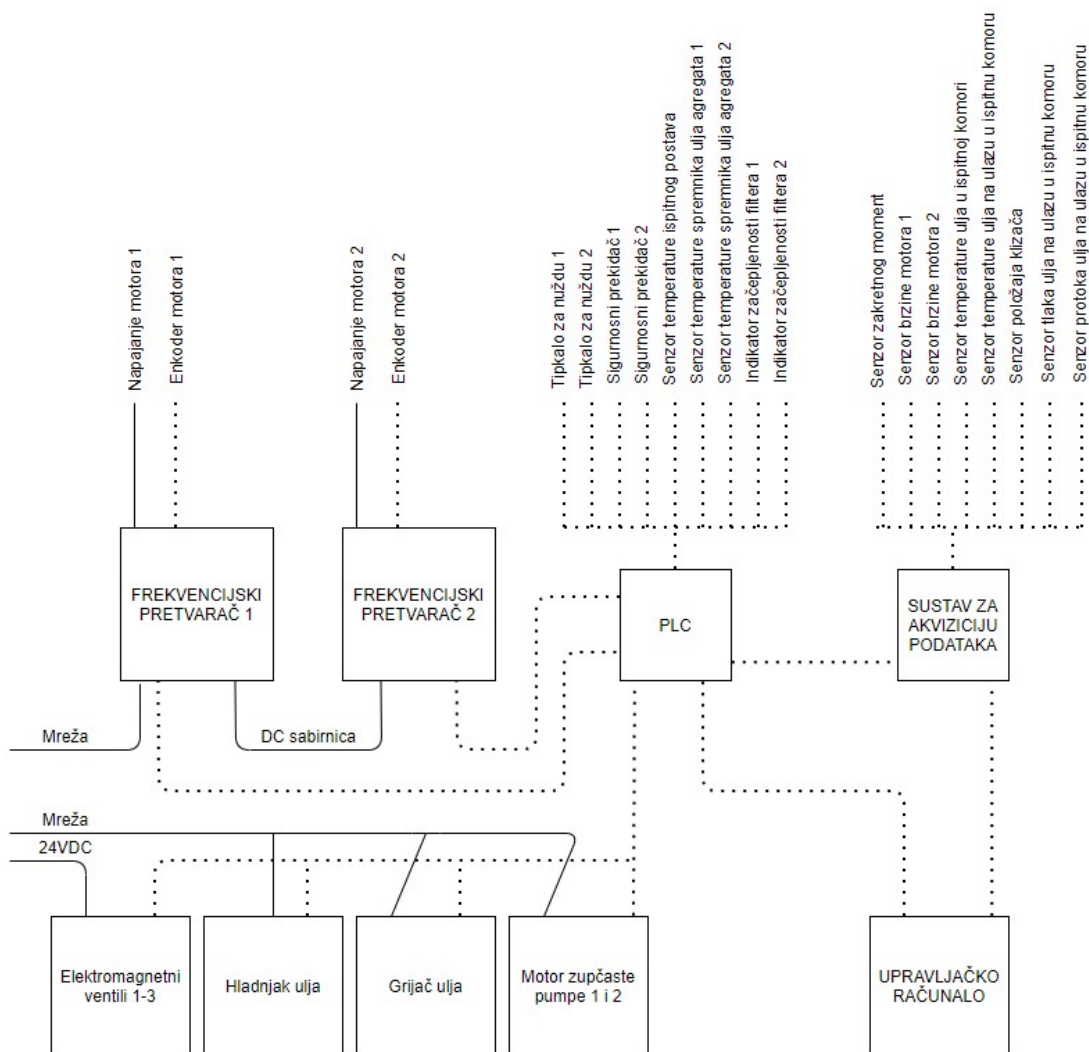 Napajanje motora 1
Enkoder motora 1
Napajanje motora 2
Enkoder motora 2
Tipkalo za nuždu 1
Tipkalo za nuždu 2
Sigurnosni prekidač 1
Sigurnosni prekidač 2
Senzor temperature ispitnog postava
Senzor temperature spremnika ulja agregata 1
Senzor temperature spremnika ulja agregata 2
Indikator začepljenosti filtera 1
Indikator začepljenosti filtera 2
Senzor zakretnog moment
Senzor brzine motora 1
Senzor brzine motora 2
Senzor temperature ulja u ispitnoj komori
Senzor temperature ulja na ulazu u ispitnu komoru
Senzor položaja klizača
Senzor tlaka ulja na ulazu u ispitnu komoru
Senzor protoka ulja na ulazu u ispitnu komoru
FREKVENCIJSKI
PRETVARAČ 1
FREKVENCIJSKI
PRETVARAČ 2
PLC
SUSTAV ZA
AKVIZICIJU
PODATAKA
Mreža
DC sabirnica
Mreža
24VDC
Elektromagnetni
ventili 1-3
Hladnjak ulja
Grijač ulja
Motor zupčaste
pumpe 1 i 2
UPRAVLJAČKO
RAČUNALO